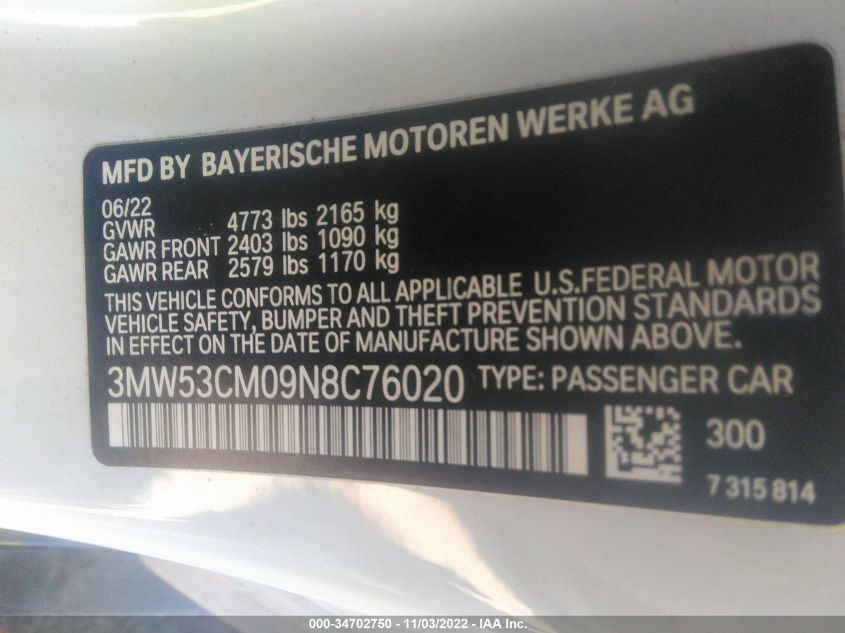 MFD BY BAYERISCHE MOTOREN WERKE AG
06/22
GVWR 4773 lbs 2165 kg
GAWR FRONT 2403 lbs 1090 kg
GAWR REAR 2579 lbs 1170 kg
THIS VEHICLE CONFORMS TO ALL APPLICABLE U.S.FEDERAL MOTOR
VEHICLE SAFETY, BUMPER AND THEFT PREVENTION STANDARDS
IN EFFECT ON THE DATE OF MANUFACTURE SHOWN ABOVE.
3MW53CM09N8C76020 TYPE: PASSENGER CAR
300
7 315 814
000-34702750 - 11/03/2022 - IAA Inc.